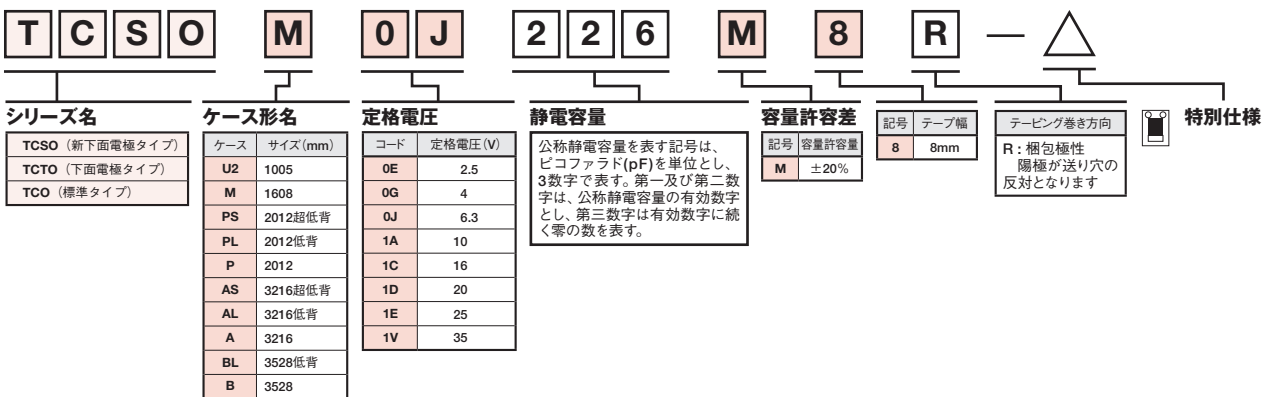 TCSO M 0J 226 M 8 R — △
シリーズ名
TCSO（新下面電極タイプ）
TCTO（下面電極タイプ）
TCO（標準タイプ）
ケース形名
ケース サイズ(mm)
U2 1005
M 1608
PS 2012超低背
PL 2012低背
P 2012
AS 3216超低背
AL 3216低背
A 3216
BL 3528低背
B 3528
定格電圧
コード 定格電圧(V)
0E 2.5
0G 4
0J 6.3
1A 10
1C 16
1D 20
1E 25
1V 35
静電容量
公称静電容量を表す記号は、
ピコファラド(pF)を単位とし、
3数字で表す。第一及び第二数
字は、公称静電容量の有効数字
とし、第三数字は有効数字に続
く零の数を表す。
容量許容差
記号 容量許容量
M ±20%
記号 テープ幅
8 8mm
テーピング巻き方向
R：梱包極性
陽極が送り穴の
反対となります
特別仕様